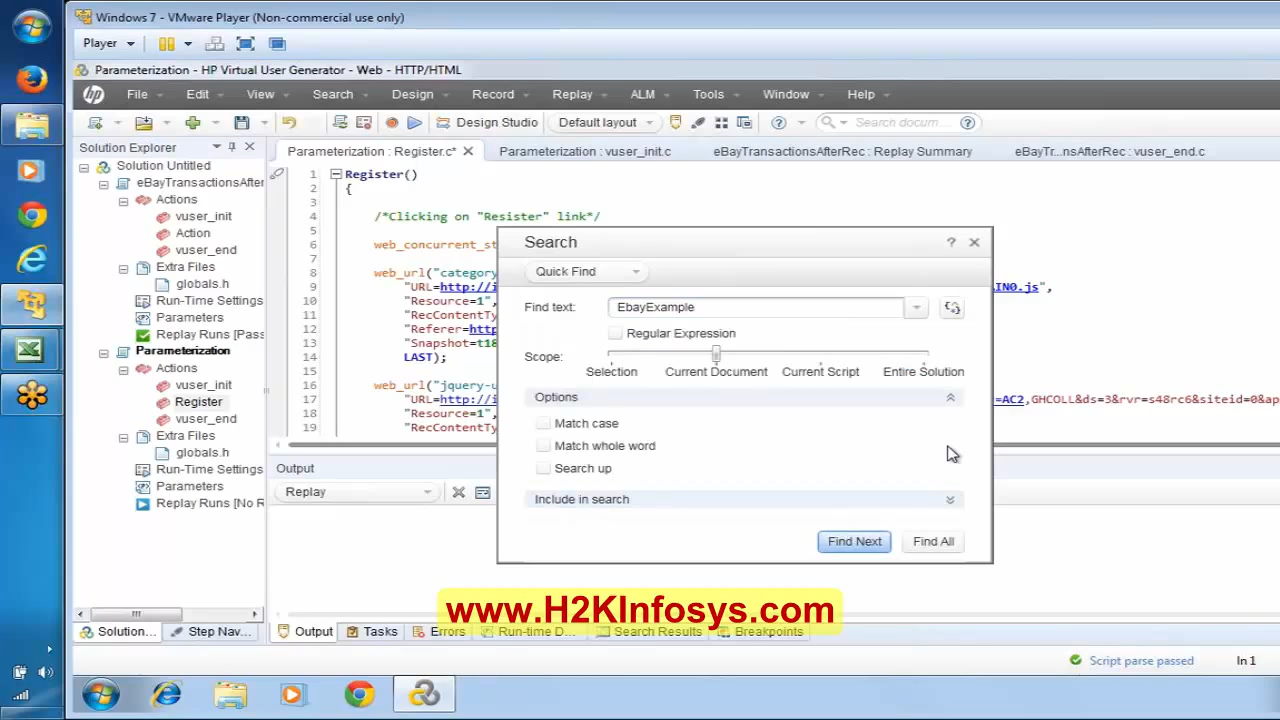 Windows 7 - VMware Player (Non-commercial use only)
Player
Parameterization - HP Virtual User Generator - Web - HTTP/HTML
hp File Edit View Search Design Record Replay ALM Tools Window Help
Design Studio Default layout Search docum...
Solution Explorer
Parameterization : Register.c* Parameterization : vuser_init.c eBayTransactionsAfterRec : Replay Summary eBayTr...nsAfterRec : vuser_end.c
Solution Untitled
eBayTransactionsAfter
Actions
vuser_init
Action
vuser_end
Extra Files
globals.h
Run-Time Settings
Parameters
Replay Runs [Pass
Parameterization
Actions
vuser_init
Register
vuser_end
Extra Files
globals.h
Run-Time Settings
Parameters
Replay Runs [No R
1 Register()
2 {
3
4 /*Clicking on "Resister" link*/
5
6 web_concurrent_st
7
8 web_url("category
9 "URL=http://i AIN0.js",
10 "Resource=1",
11 "RecContentTy
12 "Referer=http
13 "Snapshot=t18
14 LAST);
15
16 web_url("jquery-u
17 "URL=http://i =AC2,GHCOLL&ds=3&rvr=s48rc6&siteid=0&ap
18 "Resource=1",
19 "RecContentTy
Search
?
Quick Find
Find text: EbayExample
Regular Expression
Scope:
Selection Current Document Current Script Entire Solution
Options
Match case
Match whole word
Search up
Include in search
Find Next Find All
Output
Replay
www.H2KInfosys.com
Solution... Step Nav... Output Tasks Errors Run-time D... Search Results Breakpoints
Script parse passed ln 1